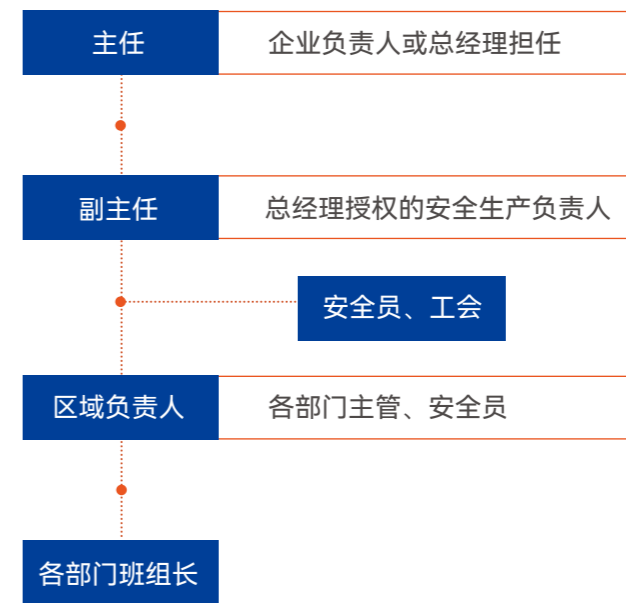 主任
企业负责人或总经理担任
副主任
总经理授权的安全生产负责人
安全员、工会
区域负责人
各部门主管、安全员
各部门班组长